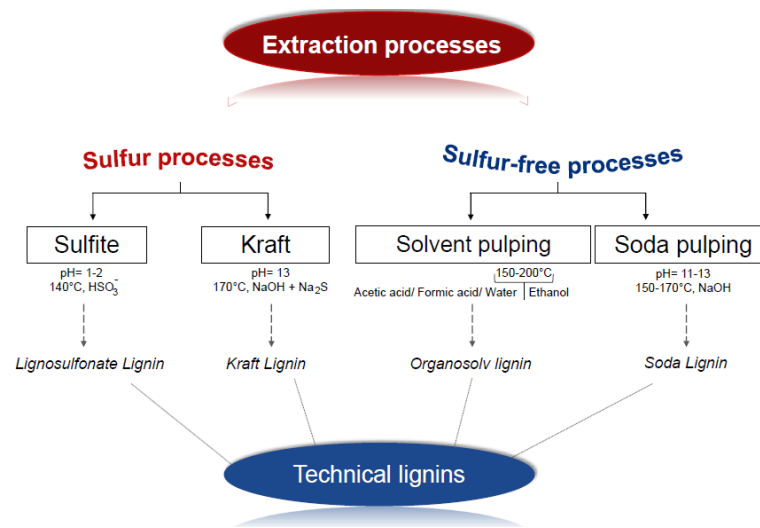 Extraction processes
Sulfur processes
Sulfur-free processes
Sulfite
Kraft
Solvent pulping
Soda pulping
pH= 1-2
140°C, HSO₃⁻
pH= 13
170°C, NaOH + Na₂S
150-200°C
Acetic acid/ Formic acid/ Water
Ethanol
pH= 11-13
150-170°C, NaOH
Lignosulfonate Lignin
Kraft Lignin
Organosolv lignin
Soda Lignin
Technical lignins